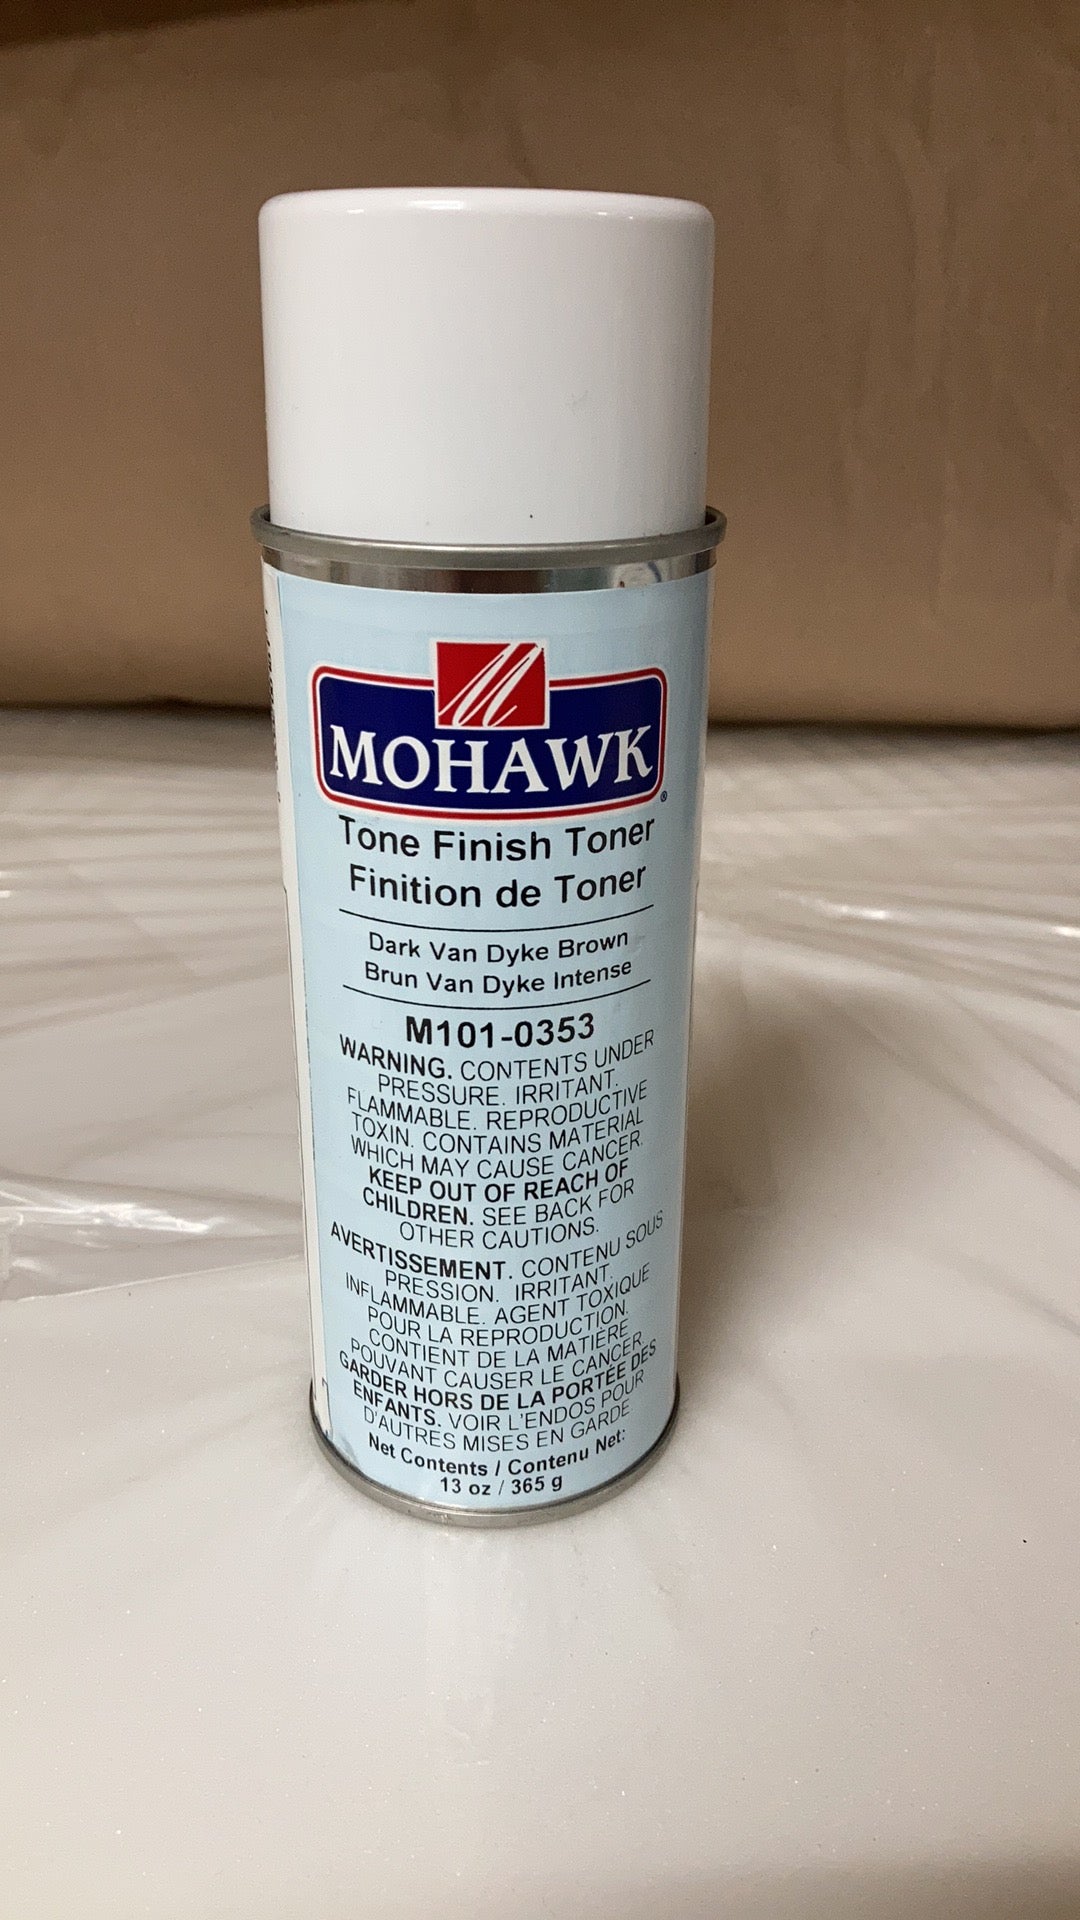 M
MOHAWK®
Tone Finish Toner
Finition de Toner
Dark Van Dyke Brown
Brun Van Dyke Intense
M101-0353
WARNING. CONTENTS UNDER
PRESSURE. IRRITANT.
FLAMMABLE. REPRODUCTIVE
TOXIN. CONTAINS MATERIAL
WHICH MAY CAUSE CANCER.
KEEP OUT OF REACH OF
CHILDREN. SEE BACK FOR
OTHER CAUTIONS.
AVERTISSEMENT. CONTENU SOUS
PRESSION. IRRITANT.
INFLAMMABLE. AGENT TOXIQUE
POUR LA REPRODUCTION.
CONTIENT DE LA MATIÈRE
POUVANT CAUSER LE CANCER.
GARDER HORS DE LA PORTÉE DES
ENFANTS. VOIR L'ENDOS POUR
D'AUTRES MISES EN GARDE.
Net Contents / Contenu Net:
13 oz / 365 g